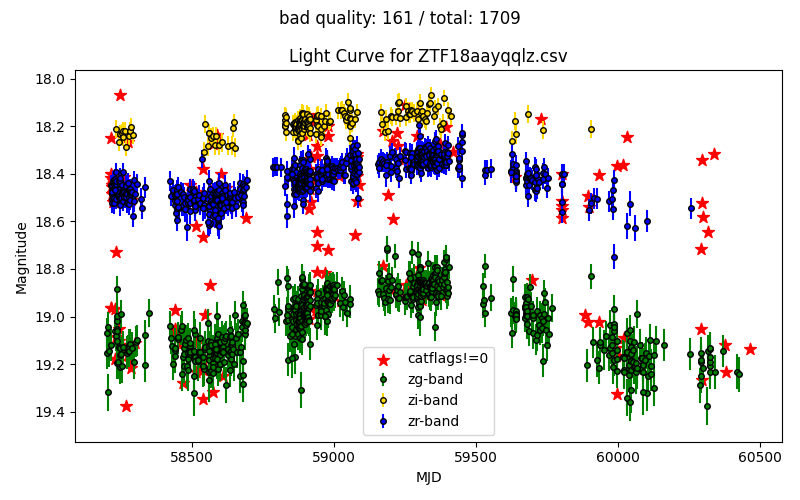 bad quality: 161 / total: 1709
Light Curve for ZTF18aayqqlz.csv
18.0
18.2
18.4
18.6
18.8
19.0
19.2
19.4
Magnitude
catflags!=0
zg-band
zi-band
zr-band
58500
59000
59500
60000
60500
MJD